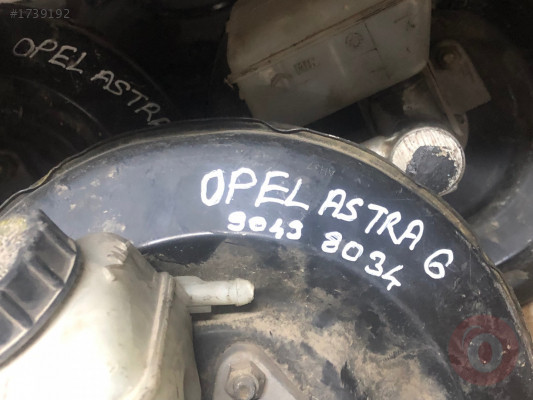 #1739192
OPEL ASTRA
OPEL ASTRA G
9043 8034